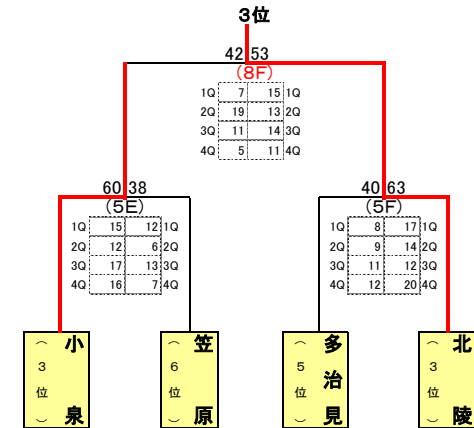 3位
42 53
(8F)
1Q 7 15 1Q
2Q 19 13 2Q
3Q 11 14 3Q
4Q 5 11 4Q
60 38
(5E)
1Q 15 12 1Q
2Q 12 6 2Q
3Q 17 13 3Q
4Q 16 7 4Q
40 63
(5F)
1Q 8 17 1Q
2Q 9 14 2Q
3Q 11 12 3Q
4Q 12 20 4Q
小泉
(3位)
笠原
(6位)
多治見
(5位)
北陵
(3位)